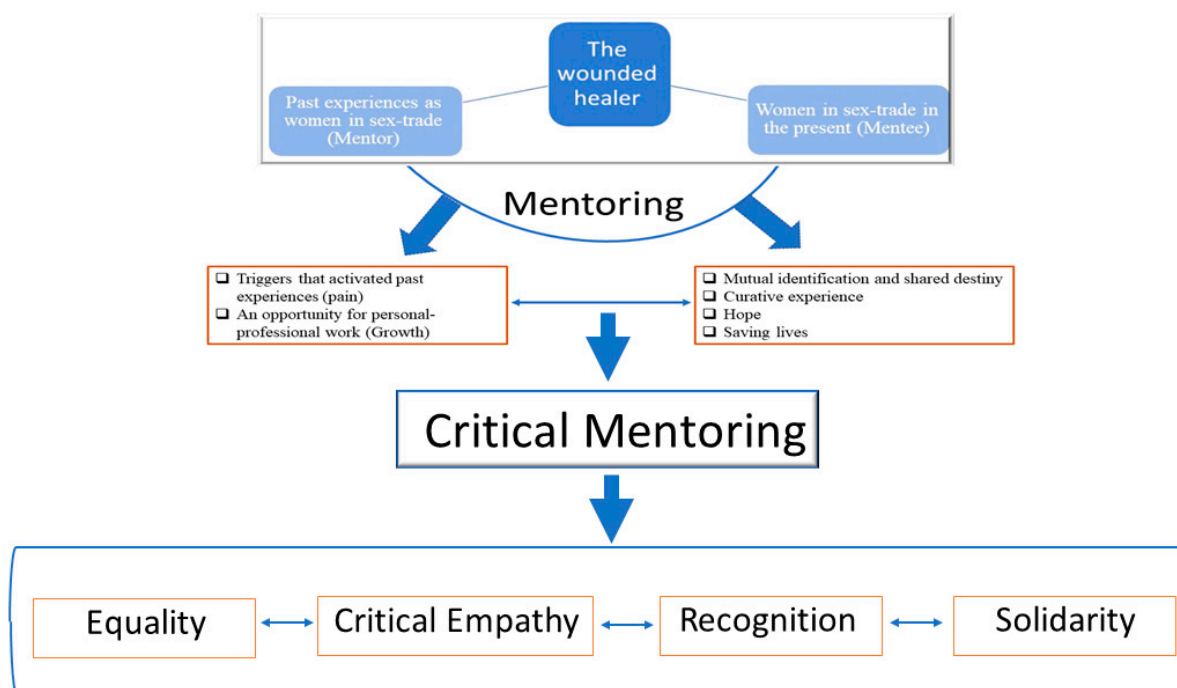 The
wounded
healer
Past experiences as
women in sex-trade
(Mentor)
Women in sex-trade in
the present (Mentee)
Mentoring
❑ Triggers that activated past
experiences (pain)
❑ An opportunity for personal-
professional work (Growth)
❑ Mutual identification and shared destiny
❑ Curative experience
❑ Hope
❑ Saving lives
Critical Mentoring
Equality
Critical Empathy
Recognition
Solidarity